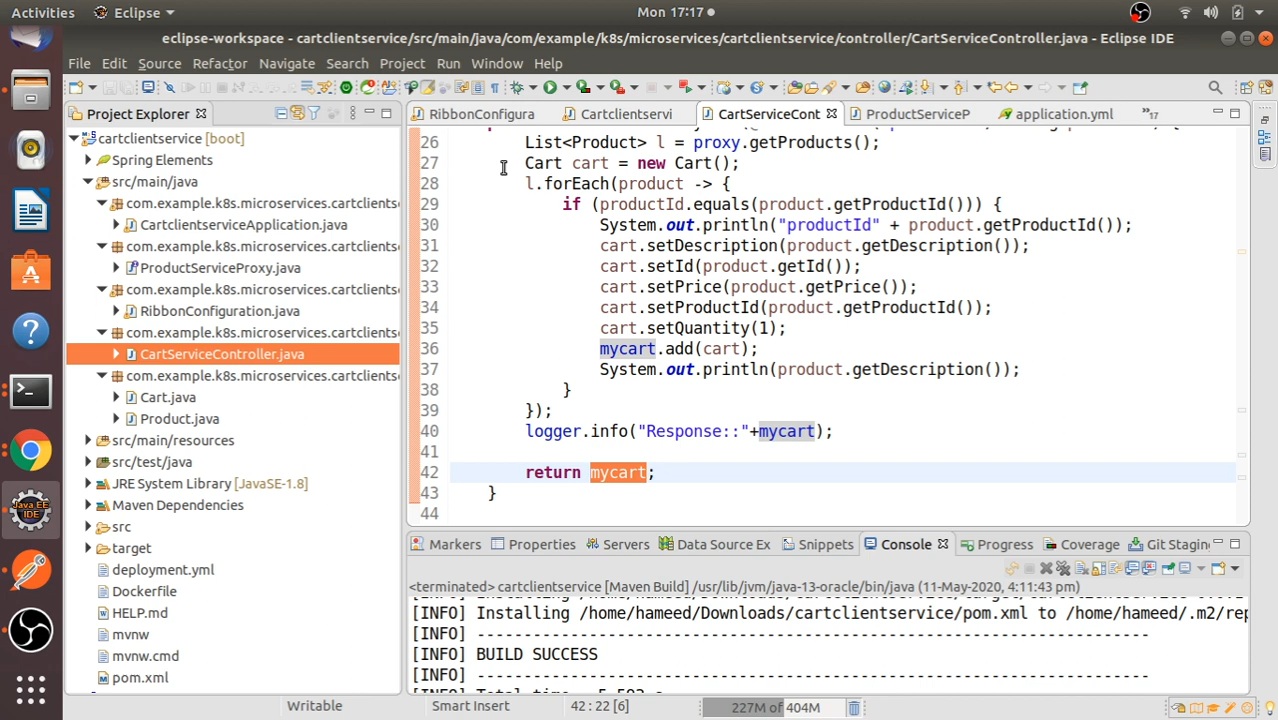 Activities Eclipse Mon 17:17
eclipse-workspace - cartclientservice/src/main/java/com/example/k8s/microservices/cartclientservice/controller/CartServiceController.java - Eclipse IDE
File Edit Source Refactor Navigate Search Project Run Window Help
Project Explorer
cartclientservice [boot]
Spring Elements
src/main/java
com.example.k8s.microservices.cartclients
CartclientserviceApplication.java
com.example.k8s.microservices.cartclients
ProductServiceProxy.java
com.example.k8s.microservices.cartclients
RibbonConfiguration.java
com.example.k8s.microservices.cartclients
CartServiceController.java
com.example.k8s.microservices.cartclients
Cart.java
Product.java
src/main/resources
src/test/java
JRE System Library [JavaSE-1.8]
Maven Dependencies
src
target
deployment.yml
Dockerfile
HELP.md
mvnw
mvnw.cmd
pom.xml
RibbonConfigura Cartclientservi CartServiceCont ProductServiceP application.yml »17
26 List<Product> l = proxy.getProducts();
27 Cart cart = new Cart();
28 l.forEach(product -> {
29 if (productId.equals(product.getProductId())) {
30 System.out.println("productId" + product.getProductId());
31 cart.setDescription(product.getDescription());
32 cart.setId(product.getId());
33 cart.setPrice(product.getPrice());
34 cart.setProductId(product.getProductId());
35 cart.setQuantity(1);
36 mycart.add(cart);
37 System.out.println(product.getDescription());
38 }
39 });
40 logger.info("Response::"+mycart);
41
42 return mycart;
43 }
44
Markers Properties Servers Data Source Ex Snippets Console Progress Coverage Git Staging
<terminated> cartclientservice [Maven Build] /usr/lib/jvm/java-13-oracle/bin/java (11-May-2020, 4:11:43 pm)
[INFO] Installing /home/hameed/Downloads/cartclientservice/pom.xml to /home/hameed/.m2/rep
[INFO] ------------------------------------------------------------------------
[INFO] BUILD SUCCESS
[INFO] ------------------------------------------------------------------------
Writable Smart Insert 42 : 22 [6] 227M of 404M